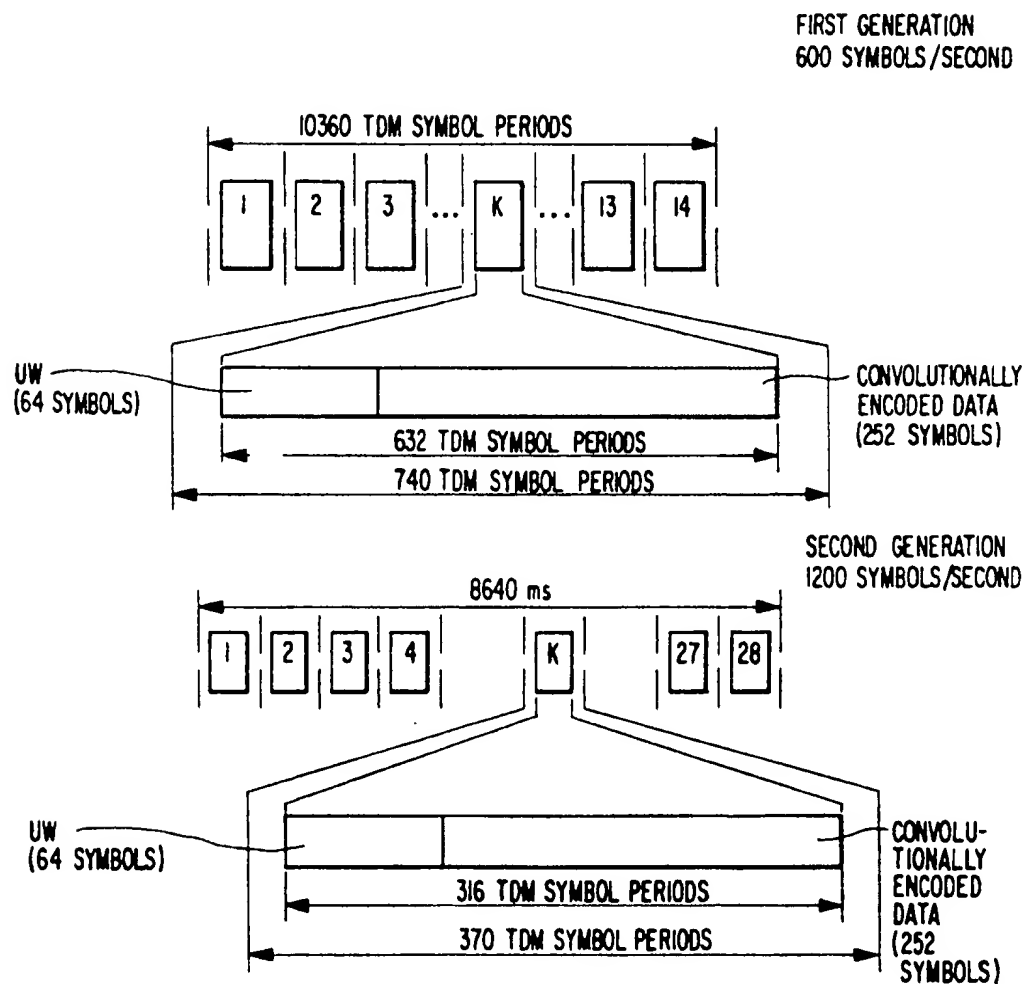 FIRST GENERATION
600 SYMBOLS/SECOND
10360 TDM SYMBOL PERIODS
1 2 3 ... K ... 13 14
UW
(64 SYMBOLS)
CONVOLUTIONALLY
ENCODED DATA
(252 SYMBOLS)
632 TDM SYMBOL PERIODS
740 TDM SYMBOL PERIODS
SECOND GENERATION
1200 SYMBOLS/SECOND
8640 ms
1 2 3 4 K 27 28
UW
(64 SYMBOLS)
CONVOLU-
TIONALLY
ENCODED
DATA
(252
SYMBOLS)
316 TDM SYMBOL PERIODS
370 TDM SYMBOL PERIODS